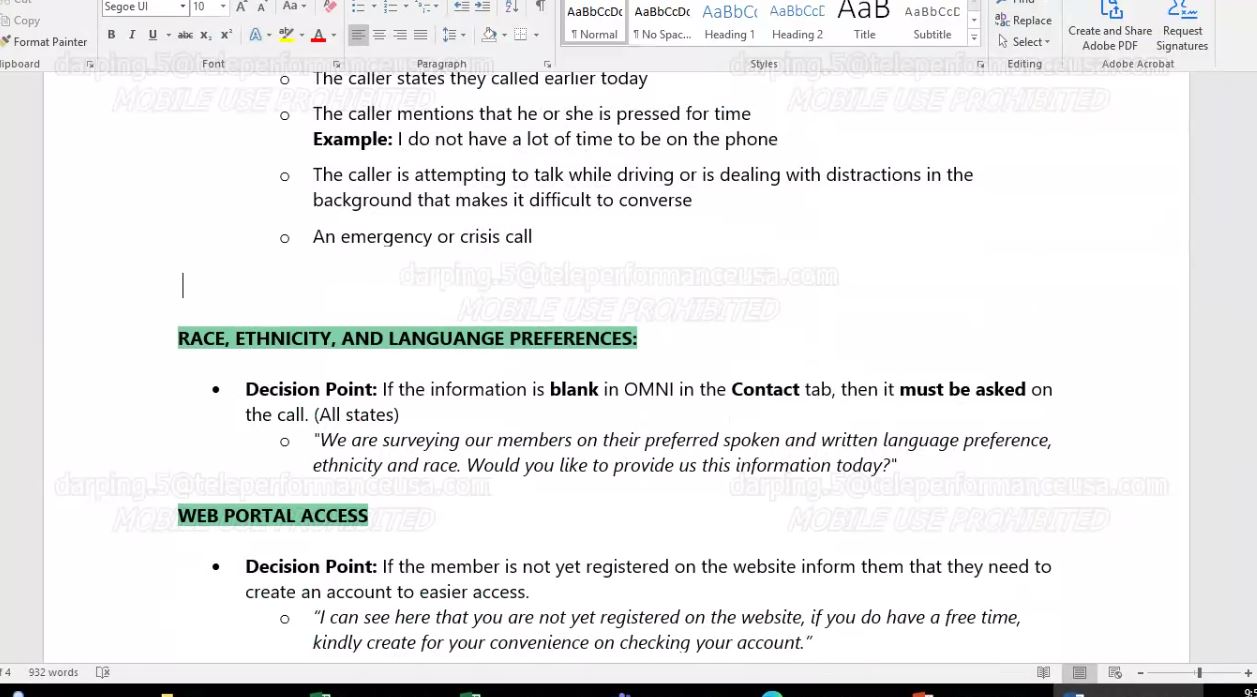 Cut
Segoe UI 10 A A Aa
Find
Copy
Replace
Format Painter
B I U abc x₂ x² A aby A
AaBbCcDc AaBbCcDc AaBbCc AaBbCcD AaB AaBbCcD
¶ Normal ¶ No Spac... Heading 1 Heading 2 Title Subtitle
Select
Create and Share Adobe PDF
Request Signatures
lipboard Font Paragraph Styles Editing Adobe Acrobat
o The caller states they called earlier today
o The caller mentions that he or she is pressed for time
Example: I do not have a lot of time to be on the phone
o The caller is attempting to talk while driving or is dealing with distractions in the
background that makes it difficult to converse
o An emergency or crisis call
darping.5@teleperformanceusa.com
MOBILE USE PROHIBITED
RACE, ETHNICITY, AND LANGUANGE PREFERENCES:
• Decision Point: If the information is blank in OMNI in the Contact tab, then it must be asked on
the call. (All states)
o "We are surveying our members on their preferred spoken and written language preference,
ethnicity and race. Would you like to provide us this information today?"
darping.5@teleperformanceusa.com darping.5@teleperformanceusa.com
MOBILE USE PROHIBITED MOBILE USE PROHIBITED
WEB PORTAL ACCESS
• Decision Point: If the member is not yet registered on the website inform them that they need to
create an account to easier access.
o “I can see here that you are not yet registered on the website, if you do have a free time,
kindly create for your convenience on checking your account.”
f 4 932 words